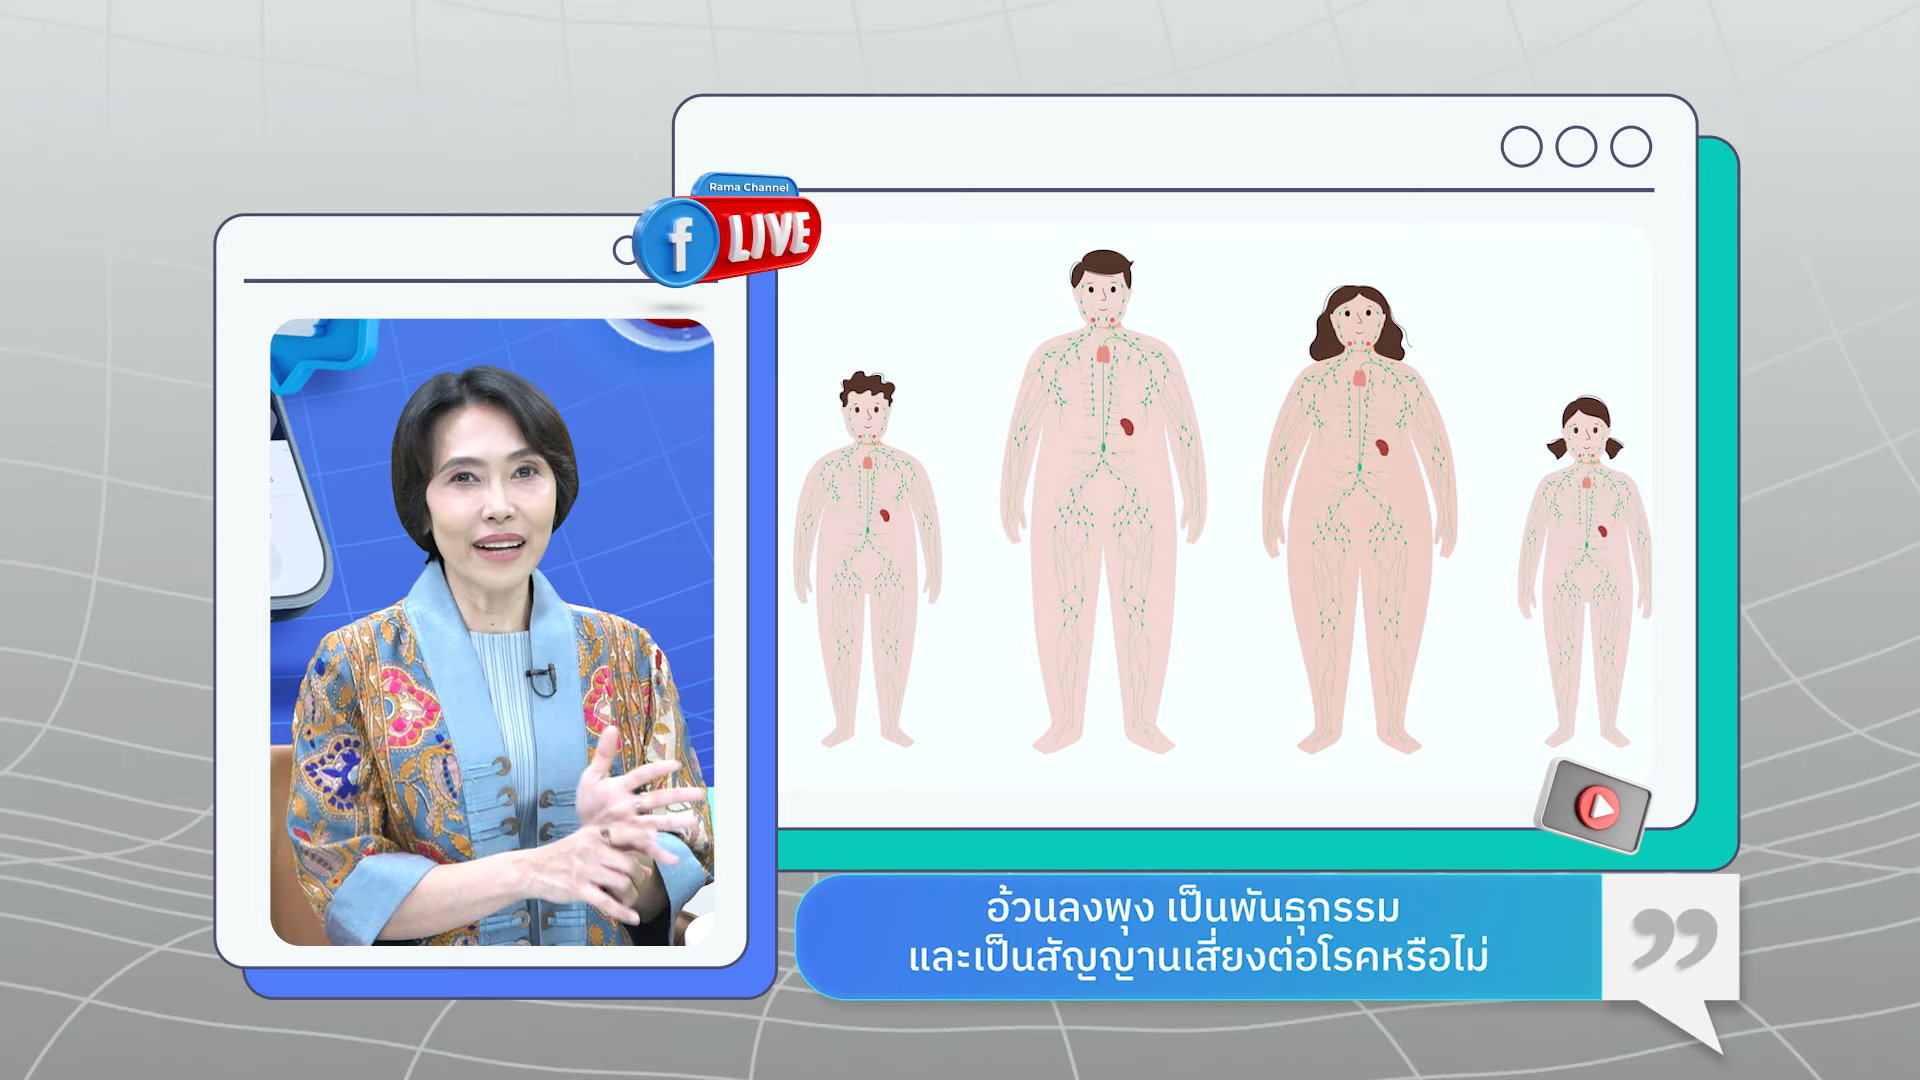 Rama Channel
f LIVE
อ้วนลงพุง เป็นพันธุกรรม
และเป็นสัญญานเสี่ยงต่อโรคหรือไม่